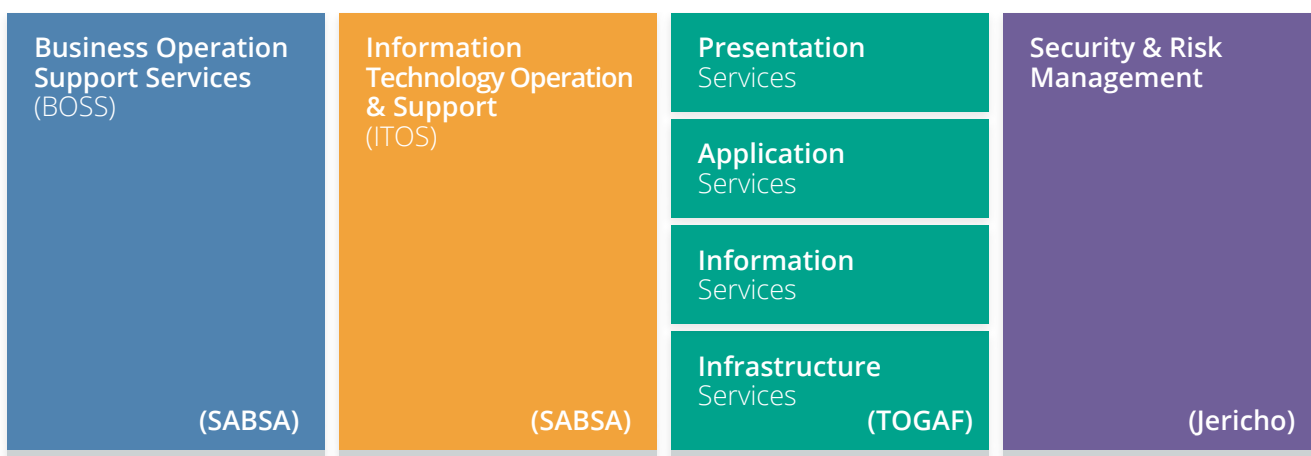 Business Operation
Support Services
(BOSS)
(SABSA)
Information
Technology Operation
& Support
(ITOS)
(SABSA)
Presentation
Services
Application
Services
Information
Services
Infrastructure
Services
(TOGAF)
Security & Risk
Management
(Jericho)